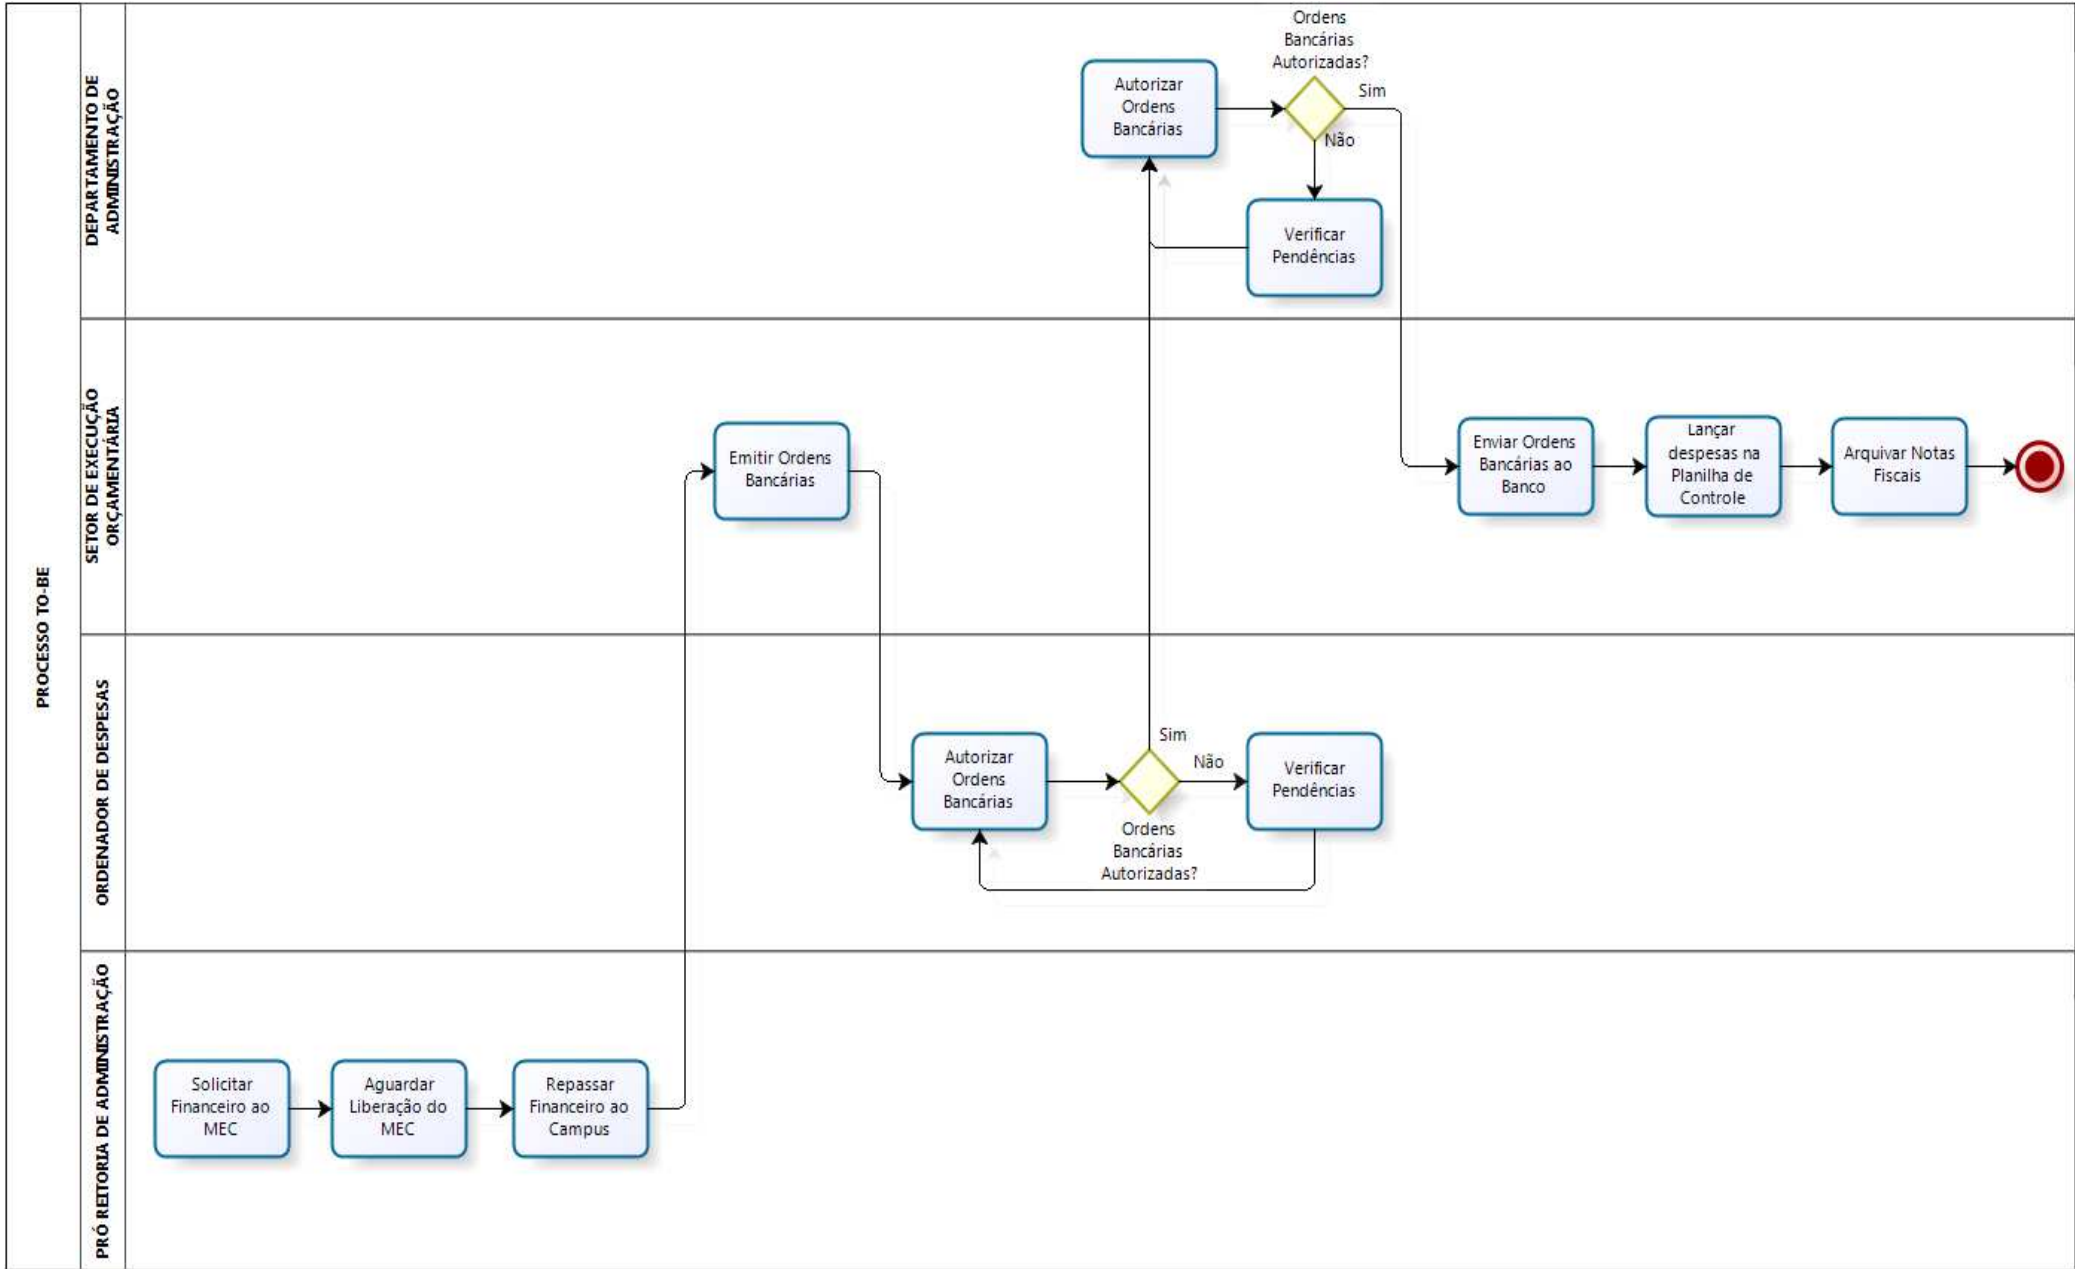 PROCESSO TO-BE
DEPARTAMENTO DE
ADMINISTRAÇÃO
Autorizar
Ordens
Bancárias
Ordens
Bancárias
Autorizadas?
Sim
Não
Verificar
Pendências
SETOR DE EXECUÇÃO
ORÇAMENTÁRIA
Emitir Ordens
Bancárias
Enviar Ordens
Bancárias ao
Banco
Lançar
despesas na
Planilha de
Controle
Arquivar Notas
Fiscais
ORDENADOR DE DESPESAS
Autorizar
Ordens
Bancárias
Sim
Não
Ordens
Bancárias
Autorizadas?
Verificar
Pendências
PRÓ REITORIA DE ADMINISTRAÇÃO
Solicitar
Financeiro ao
MEC
Aguardar
Liberação do
MEC
Repassar
Financeiro ao
Campus